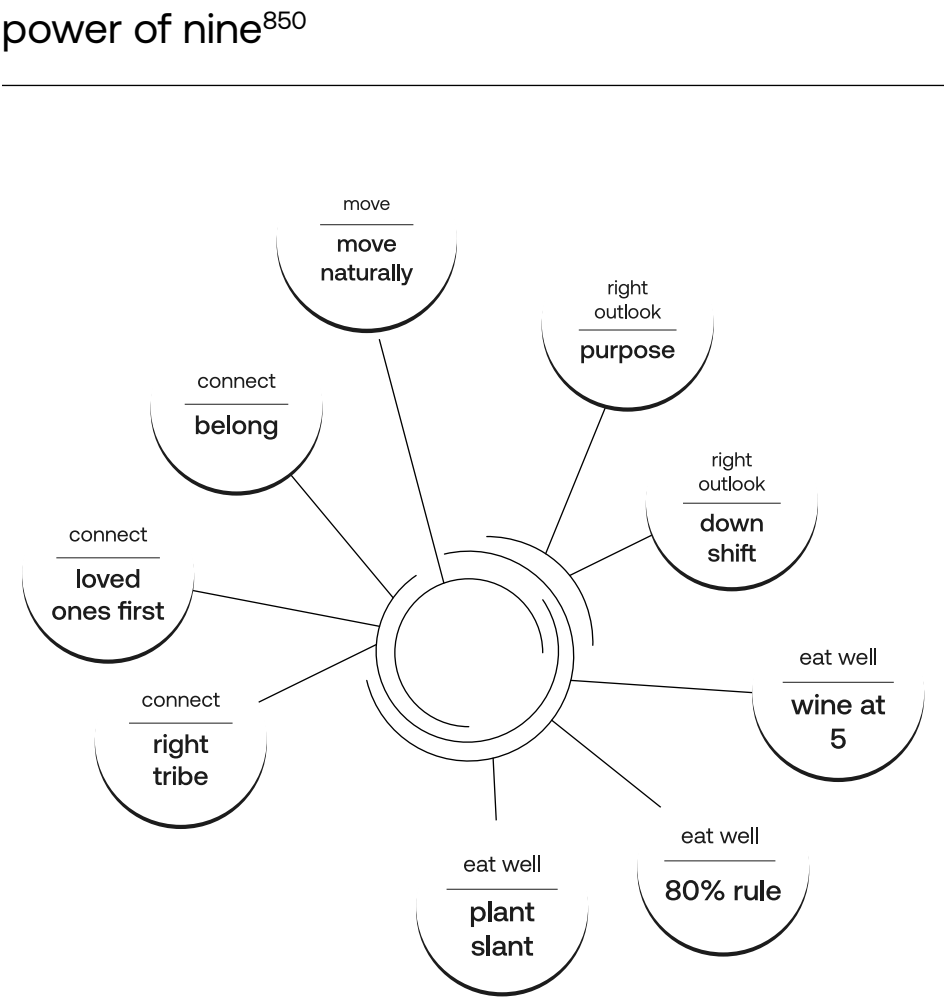 power of nine850
move
move
naturally
right
outlook
purpose
connect
belong
right
outlook
down
shift
connect
loved
ones first
eat well
wine at
5
connect
right
tribe
eat well
80% rule
eat well
plant
slant